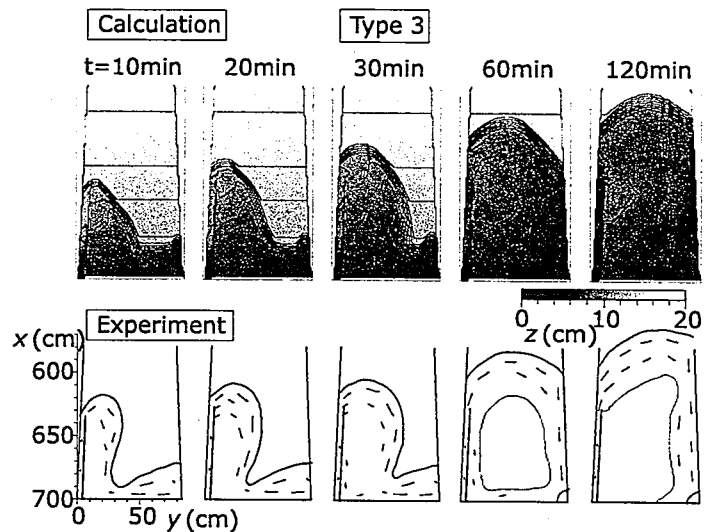 Calculation Type 3
t=10min 20min 30min 60min 120min
0 10 20
z (cm)
Experiment
x (cm)
600
650
700
0 50 y (cm)